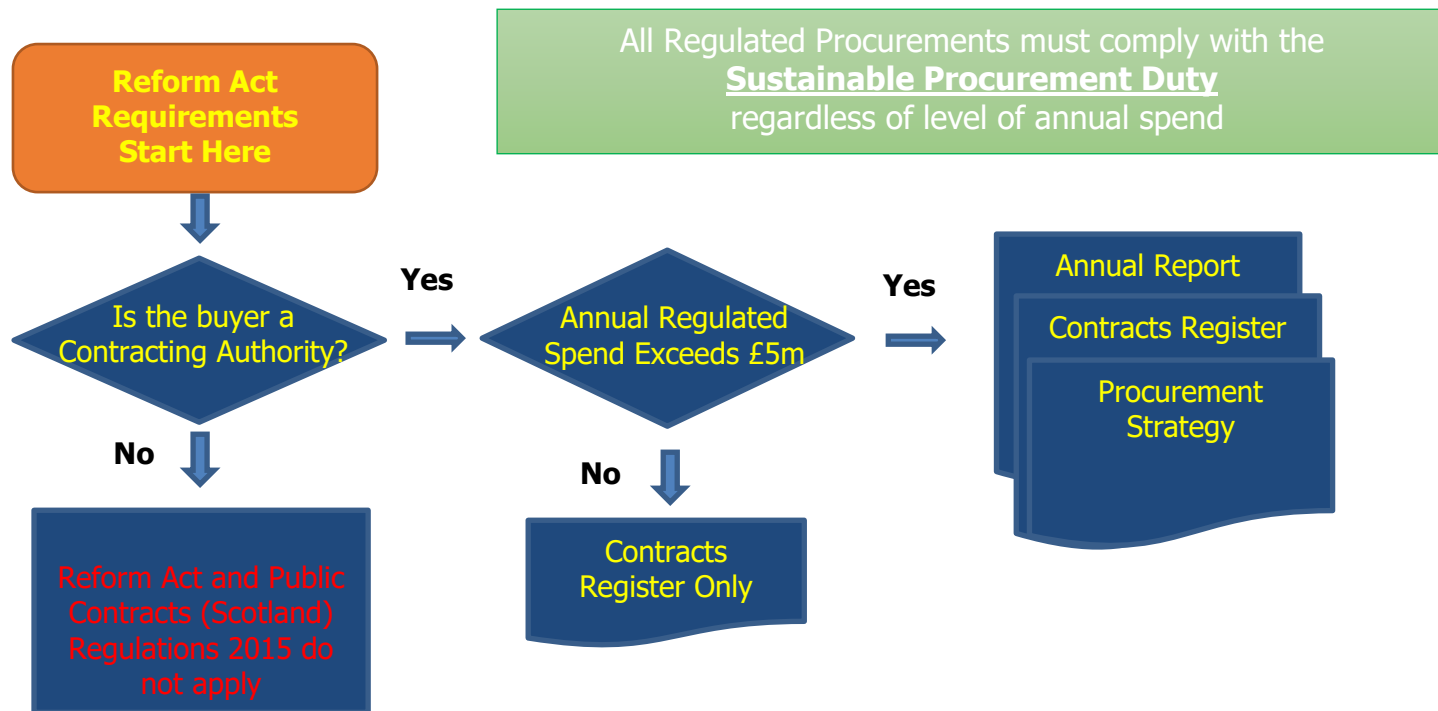 Reform Act
Requirements
Start Here
All Regulated Procurements must comply with the
Sustainable Procurement Duty
regardless of level of annual spend
Is the buyer a
Contracting Authority?
Yes
Annual Regulated
Spend Exceeds £5m
Yes
Annual Report
Contracts Register
Procurement
Strategy
No
Reform Act and Public
Contracts (Scotland)
Regulations 2015 do
not apply
No
Contracts
Register Only